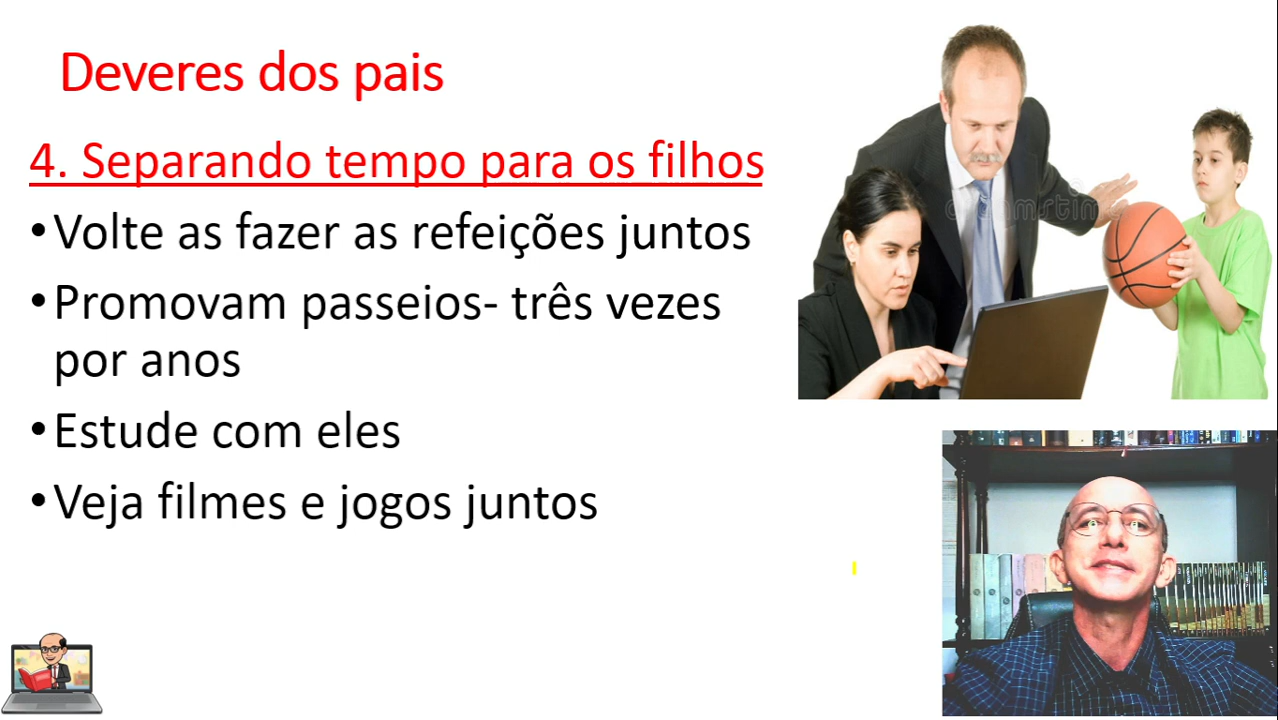 Deveres dos pais
4. Separando tempo para os filhos
•Volte as fazer as refeições juntos
•Promovam passeios- três vezes
por anos
•Estude com eles
•Veja filmes e jogos juntos